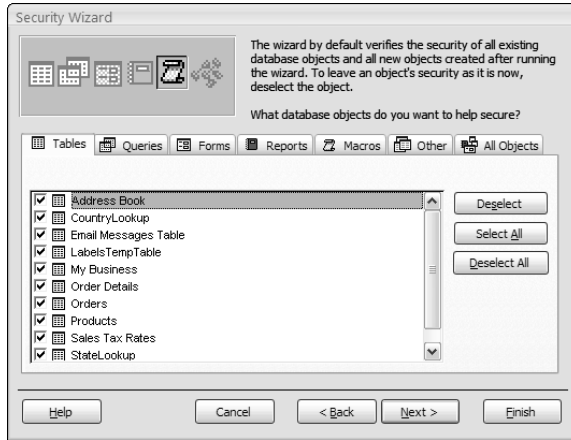 Security Wizard
The wizard by default verifies the security of all existing
database objects and all new objects created after running
the wizard. To leave an object's security as it is now,
deselect the object.
What database objects do you want to help secure?
Tables Queries Forms Reports Macros Other All Objects
Address Book
CountryLookup
Email Messages Table
LabelsTempTable
My Business
Order Details
Orders
Products
Sales Tax Rates
StateLookup
Deselect
Select All
Deselect All
Help Cancel < Back Next > Finish